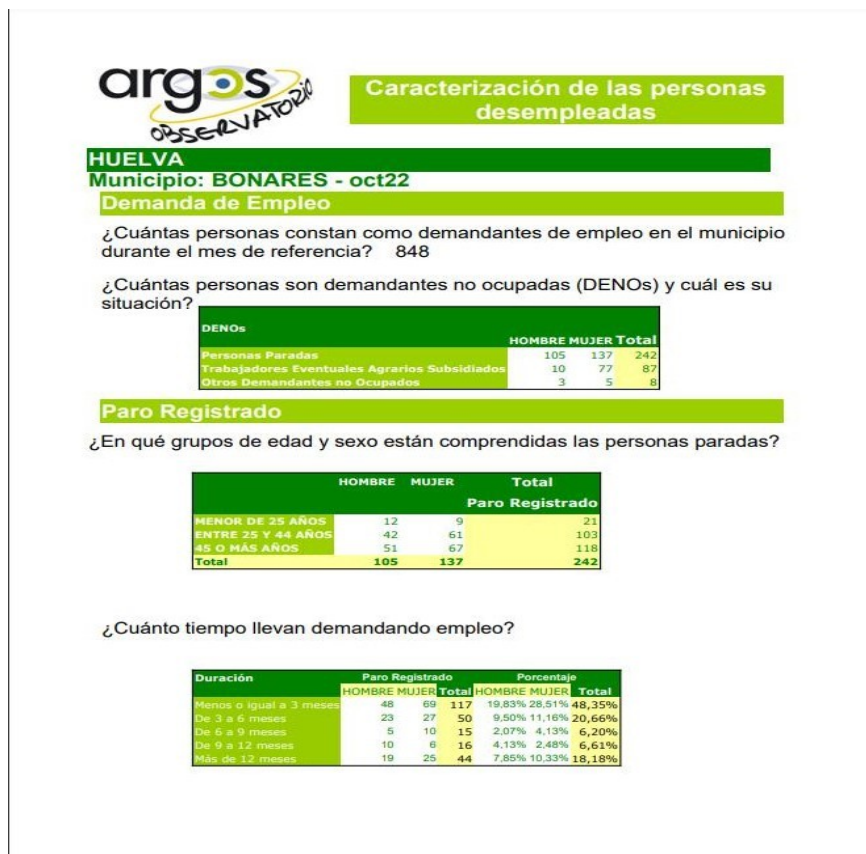 argos
OBSERVATORIO
Caracterización de las personas
desempleadas
HUELVA
Municipio: BONARES - oct22
Demanda de Empleo
¿Cuántas personas constan como demandantes de empleo en el municipio
durante el mes de referencia? 848
¿Cuántas personas son demandantes no ocupadas (DENOs) y cuál es su
situación?
DENOs
HOMBRE MUJER Total
Personas Paradas 105 137 242
Trabajadores Eventuales Agrarios Subsidiados 10 77 87
Otros Demandantes no Ocupados 3 5 8
Paro Registrado
¿En qué grupos de edad y sexo están comprendidas las personas paradas?
HOMBRE MUJER Total
Paro Registrado
MENOR DE 25 AÑOS 12 9 21
ENTRE 25 Y 44 AÑOS 42 61 103
45 O MÁS AÑOS 51 67 118
Total 105 137 242
¿Cuánto tiempo llevan demandando empleo?
Duración Paro Registrado Porcentaje
HOMBRE MUJER Total HOMBRE MUJER Total
Menos o igual a 3 meses 48 69 117 19,83% 28,51% 48,35%
De 3 a 6 meses 23 27 50 9,50% 11,16% 20,66%
De 6 a 9 meses 5 10 15 2,07% 4,13% 6,20%
De 9 a 12 meses 10 6 16 4,13% 2,48% 6,61%
Más de 12 meses 19 25 44 7,85% 10,33% 18,18%